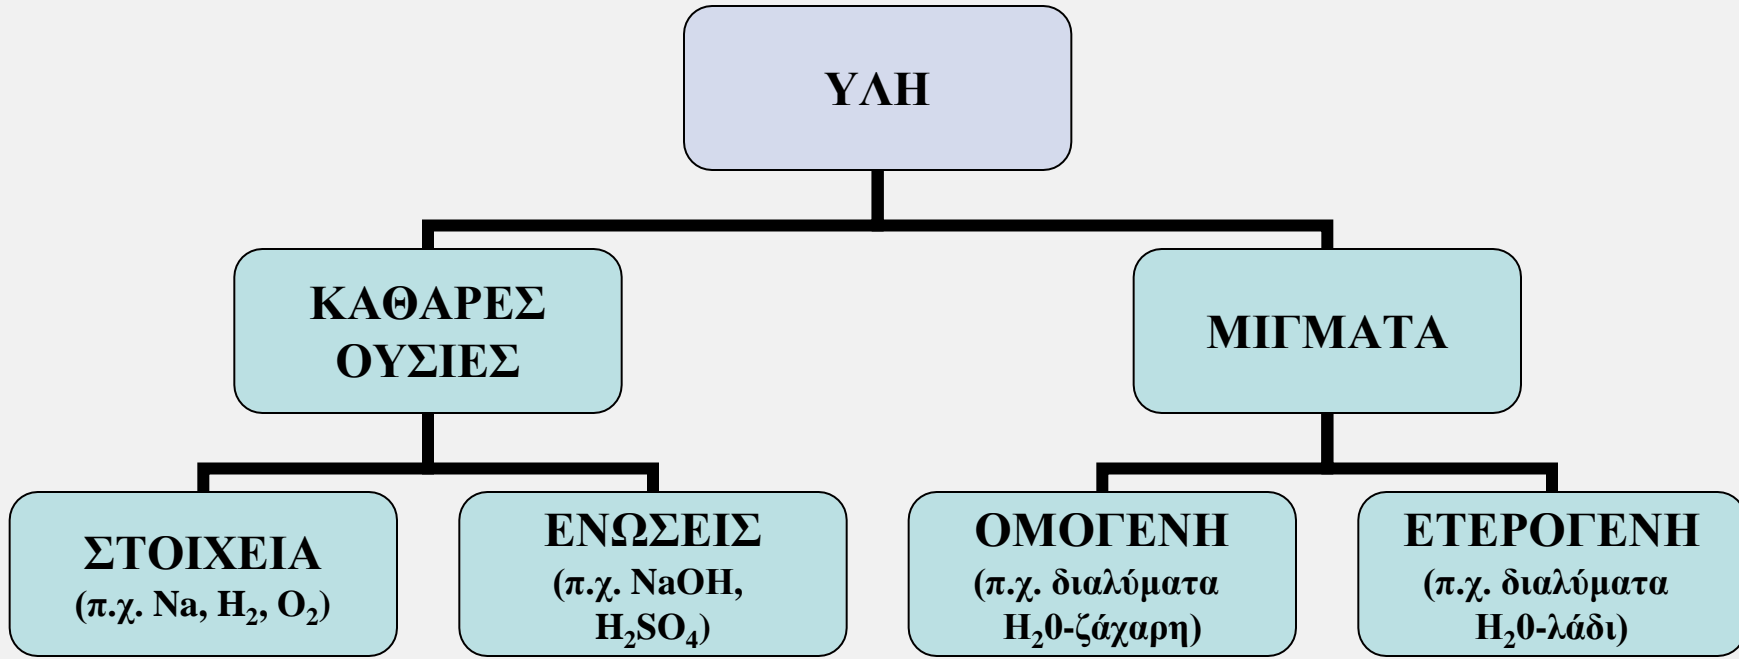 ΥΛΗ
ΚΑΘΑΡΕΣ
ΟΥΣΙΕΣ
ΜΙΓΜΑΤΑ
ΣΤΟΙΧΕΙΑ
(π.χ. Na, H₂, O₂)
ΕΝΩΣΕΙΣ
(π.χ. NaOH,
H₂SO₄)
ΟΜΟΓΕΝΗ
(π.χ. διαλύματα
H₂0-ζάχαρη)
ΕΤΕΡΟΓΕΝΗ
(π.χ. διαλύματα
H₂0-λάδι)